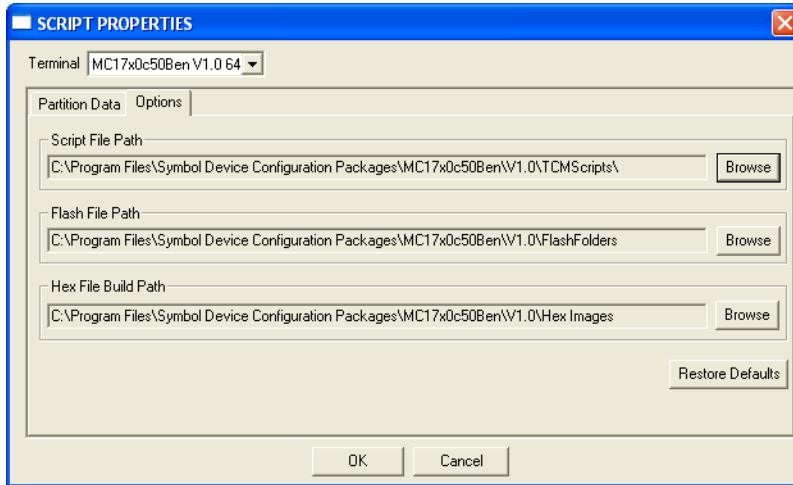 SCRIPT PROPERTIES
Terminal MC17x0c50Ben V1.0 64
Partition Data Options
Script File Path
C:\Program Files\Symbol Device Configuration Packages\MC17x0c50Ben\V1.0\TCMScripts\ Browse
Flash File Path
C:\Program Files\Symbol Device Configuration Packages\MC17x0c50Ben\V1.0\FlashFolders Browse
Hex File Build Path
C:\Program Files\Symbol Device Configuration Packages\MC17x0c50Ben\V1.0\Hex Images Browse
Restore Defaults
OK Cancel